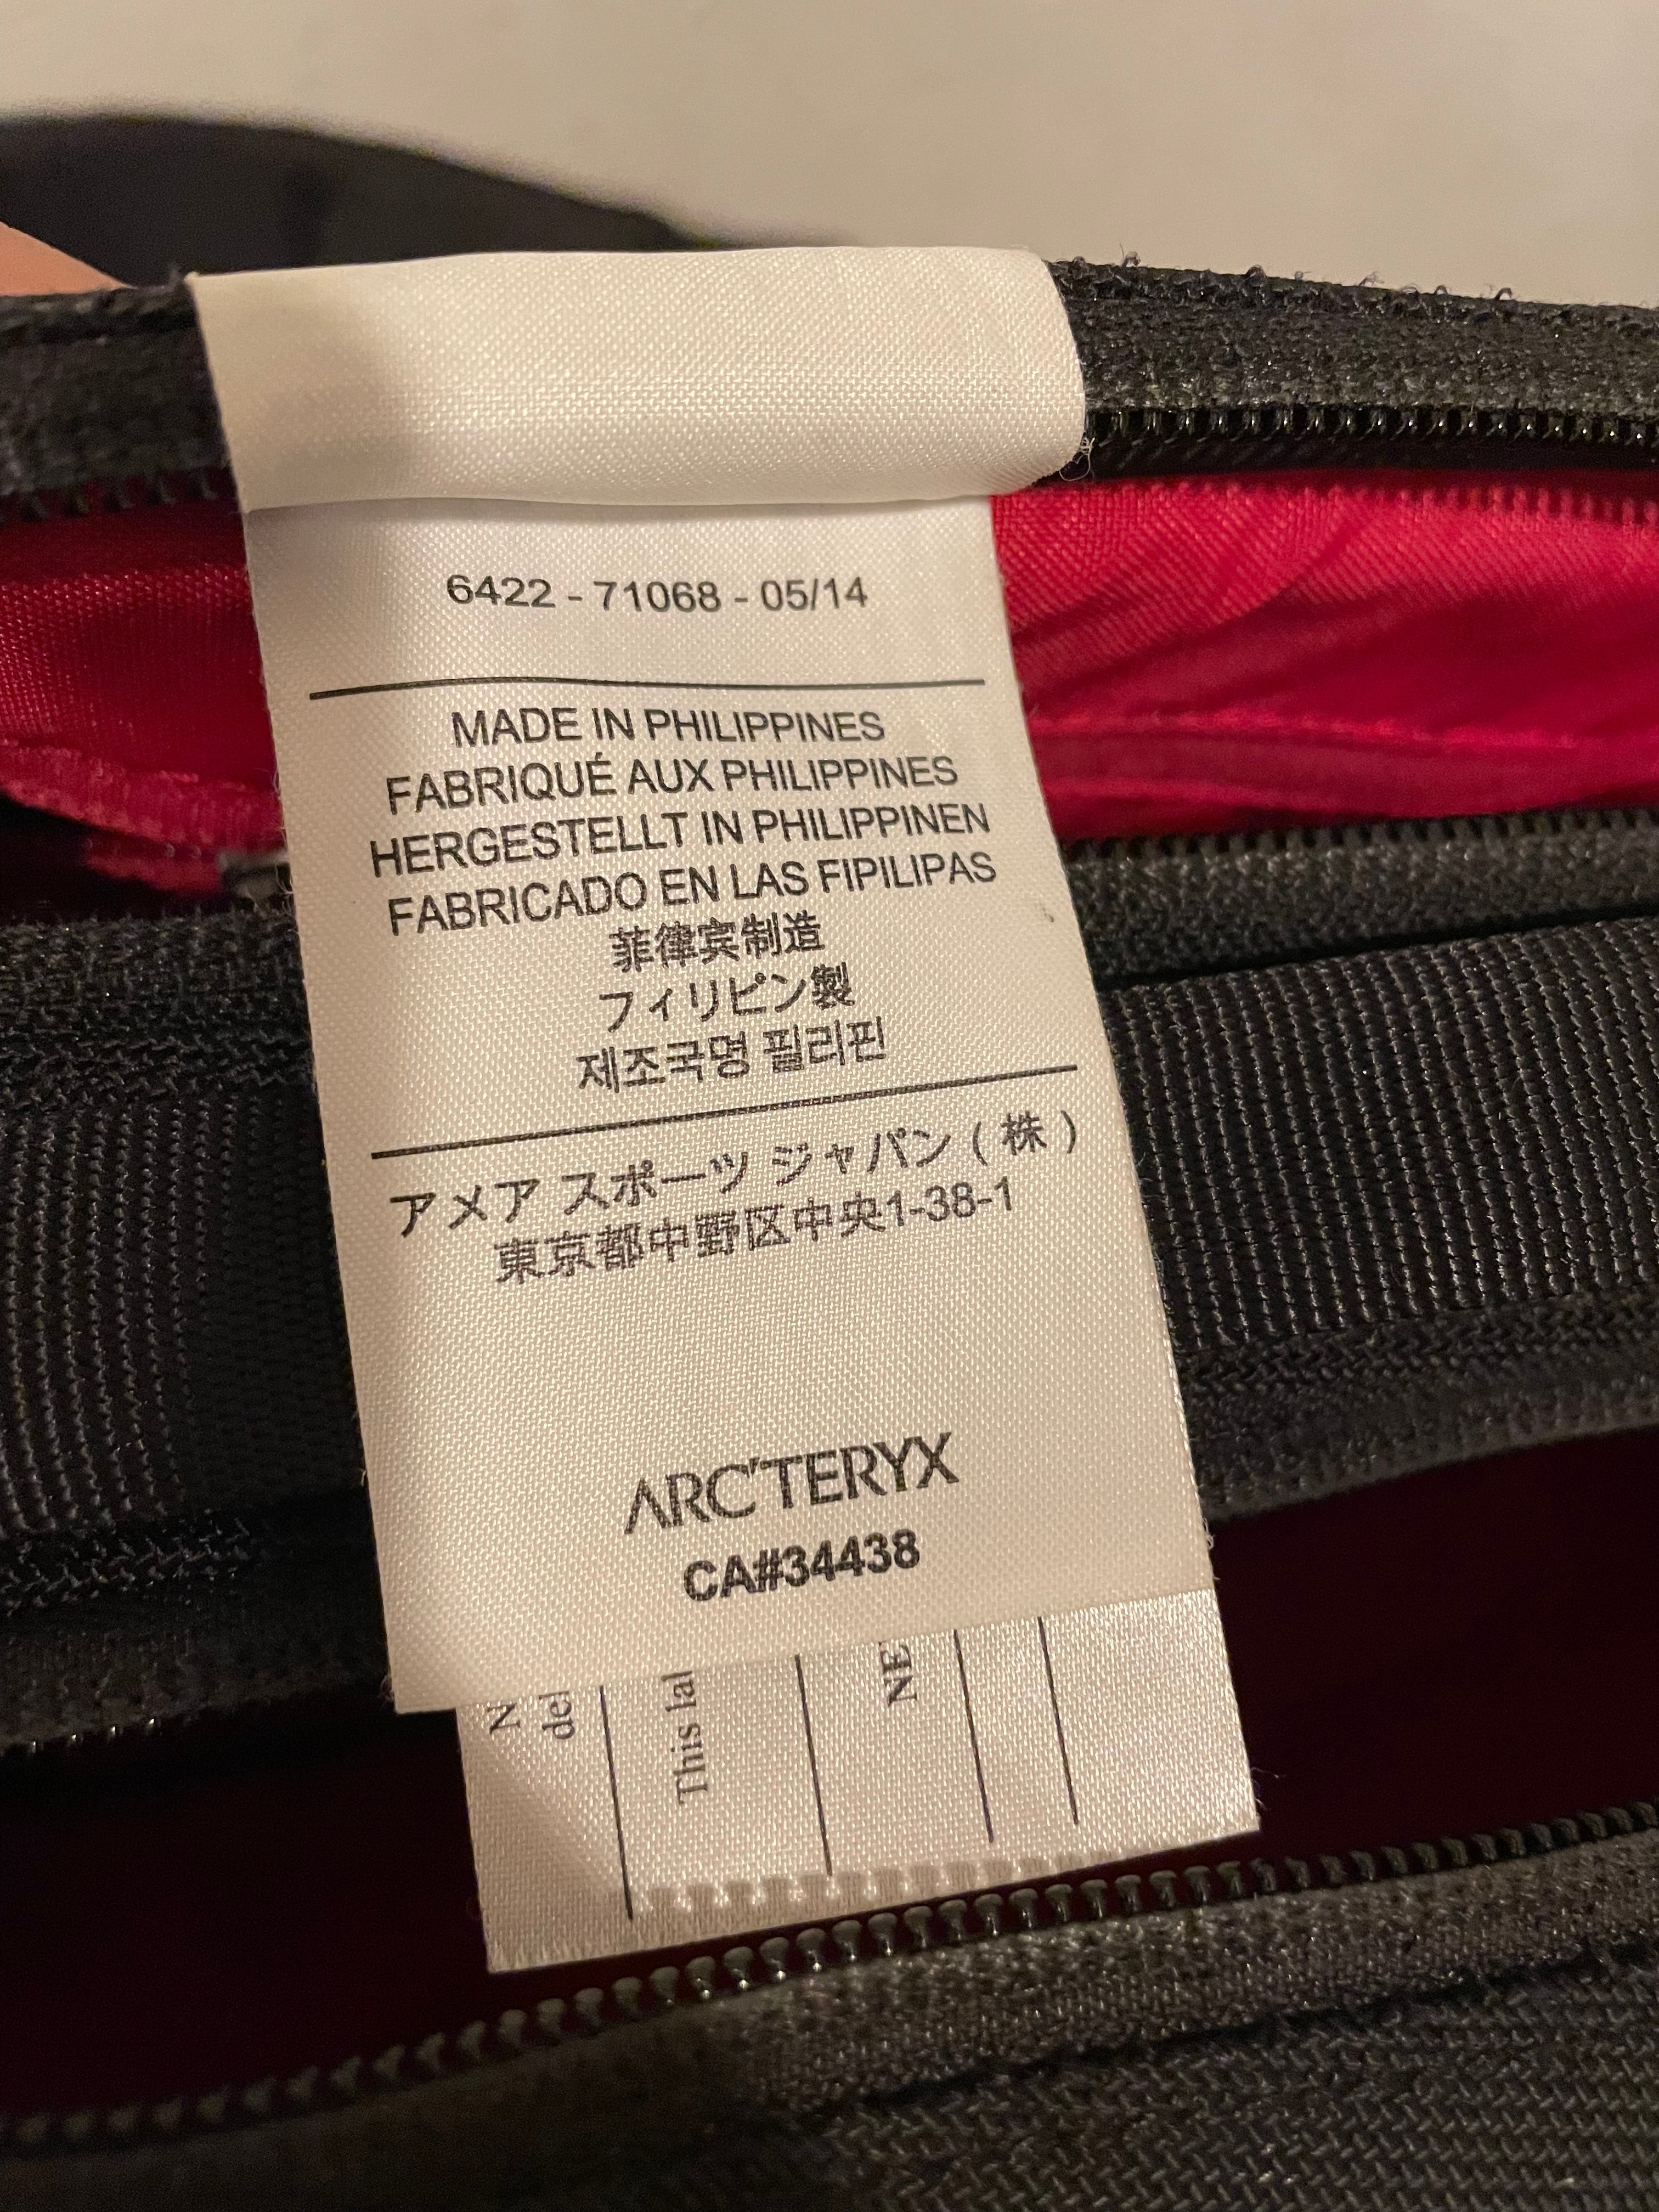 6422 - 71068 - 05/14
MADE IN PHILIPPINES
FABRIQUÉ AUX PHILIPPINES
HERGESTELLT IN PHILIPPINEN
FABRICADO EN LAS FIPILIPAS
菲律宾制造
フィリピン製
제조국명 필리핀
アメア スポーツ ジャパン ( 株 )
東京都中野区中央1-38-1
ARC'TERYX
CA#34438
This
NE